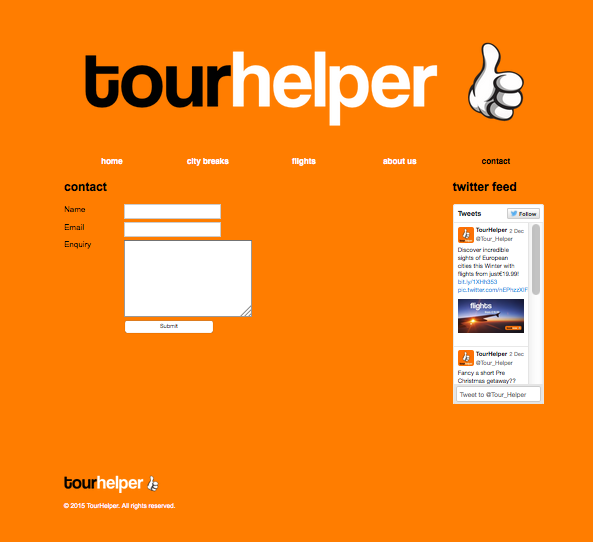 tourhelper
home city breaks flights about us contact
contact
Name
Email
Enquiry
Submit
twitter feed
Tweets Follow
TourHelper 2 Dec
@Tour_Helper
Discover incredible
sights of European
cities this Winter with
flights from just€19.99!
bit.ly/1XHh353
pic.twitter.com/nEPhzzXIF
flights
TourHelper 2 Dec
@Tour_Helper
Fancy a short Pre
Christmas getaway??
Tweet to @Tour_Helper
tourhelper
© 2015 TourHelper. All rights reserved.